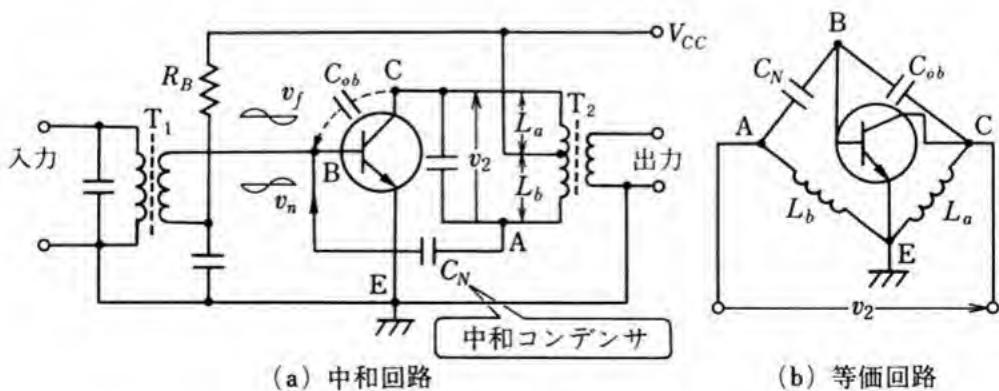 V_CC
R_B
C_ob
C
v_f
T_1
T_2
L_a
入力
B
v_2
出力
v_n
L_b
A
C_N
E
中和コンデンサ
(a) 中和回路
B
C_N
C_ob
A
C
L_b
L_a
E
v_2
(b) 等価回路